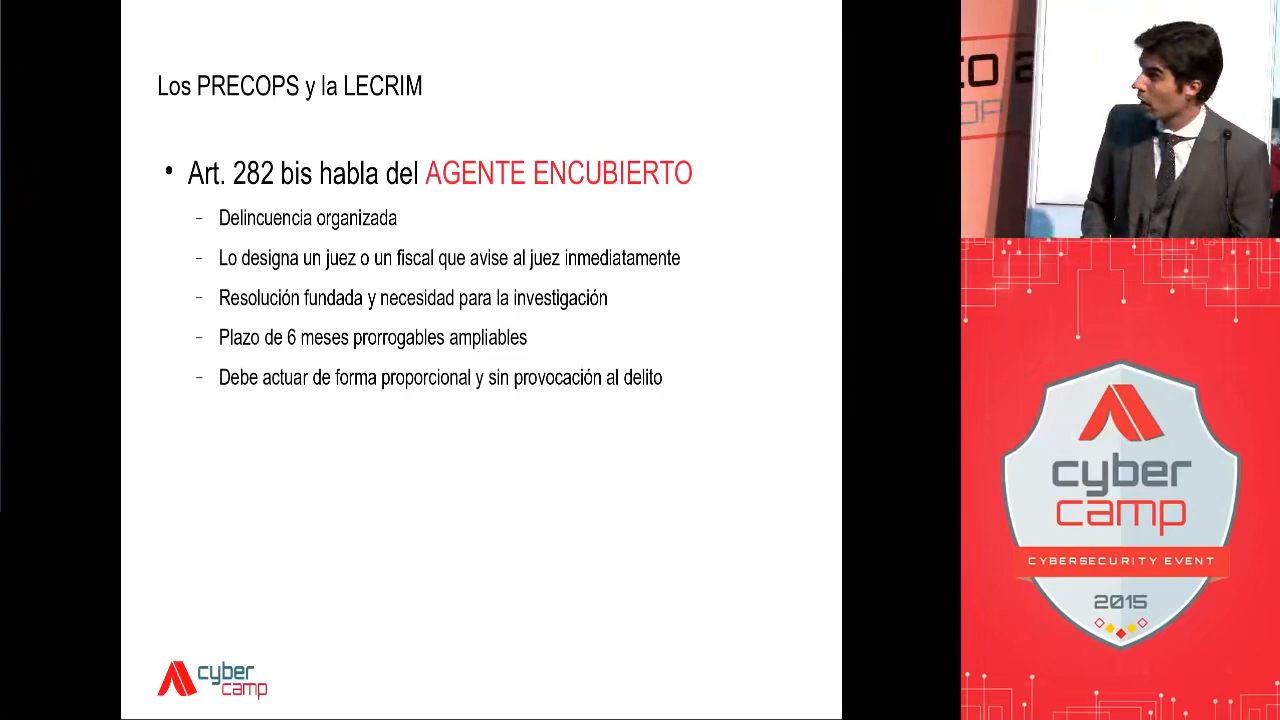 Los PRECOPS y la LECRIM
• Art. 282 bis habla del AGENTE ENCUBIERTO
– Delincuencia organizada
– Lo designa un juez o un fiscal que avise al juez inmediatamente
– Resolución fundada y necesidad para la investigación
– Plazo de 6 meses prorrogables ampliables
– Debe actuar de forma proporcional y sin provocación al delito
cyber
camp
cyber
camp
CYBERSECURITY EVENT
2015